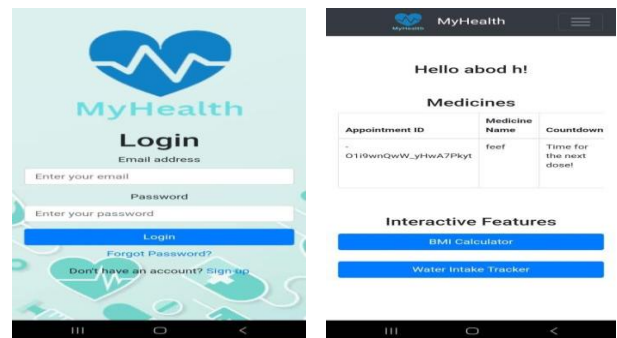 MyHealth
Login
Email address
Enter your email
Password
Enter your password
Login
Forgot Password?
Don't have an account? Sign up
MyHealth
MyHealth
Hello abod h!
Medicines
Appointment ID
Medicine
Name
Countdown
-
O1i9wnQwW_yHwA7Pkyt
feef
Time for
the next
dose!
Interactive Features
BMI Calculator
Water Intake Tracker